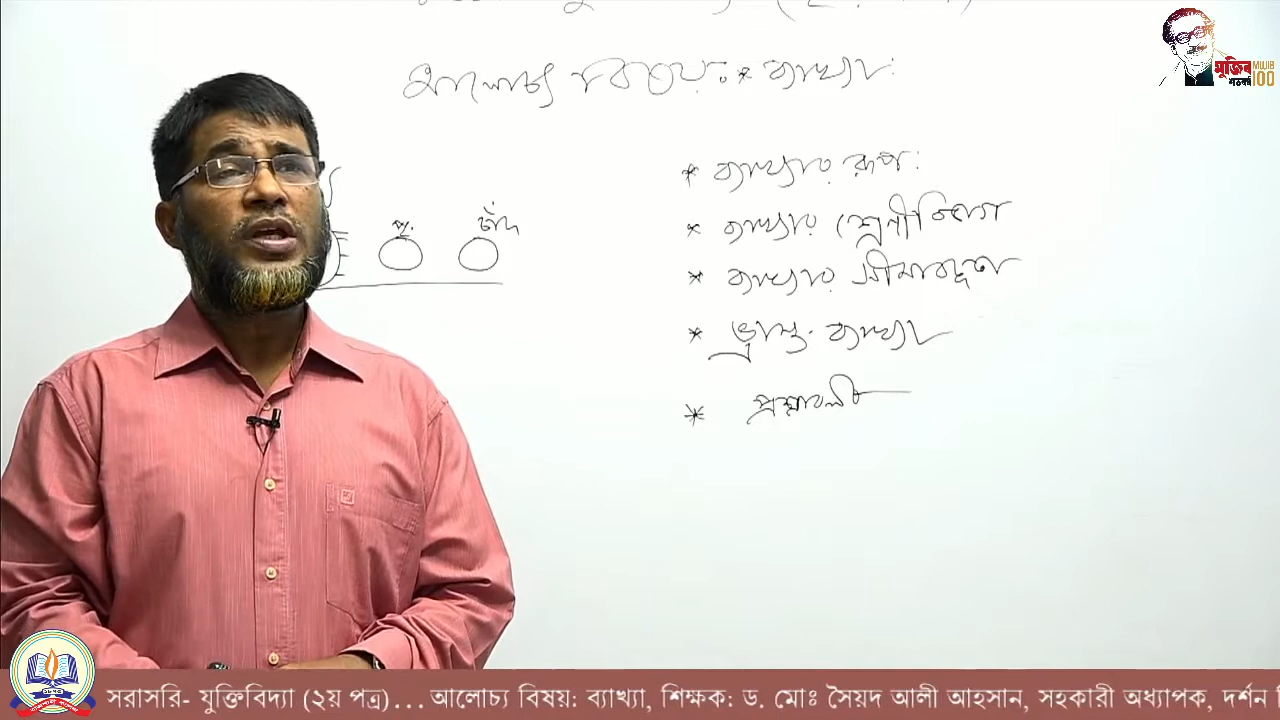 আলোচ্য বিষয়: * ব্যাখ্যা:
* ব্যাখ্যার রূপ:
* ব্যাখ্যার শ্রেণীবিভাগ
* ব্যাখ্যার সীমাবদ্ধতা
* ভ্রান্ত ব্যাখ্যা
* প্রশ্নাবলী
পৃ: চাঁদ
মুজিব MUJIB
শতবর্ষ 100
সরাসরি- যুক্তিবিদ্যা (২য় পত্র)... আলোচ্য বিষয়: ব্যাখ্যা, শিক্ষক: ড. মোঃ সৈয়দ আলী আহসান, সহকারী অধ্যাপক, দর্শন